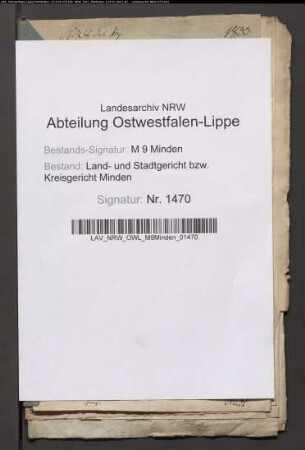 1833
Landesarchiv NRW
Abteilung Ostwestfalen-Lippe
Bestands-Signatur: M 9 Minden
Bestand: Land- und Stadtgericht bzw.
Kreisgericht Minden
Signatur: Nr. 1470
LAV_NRW_OWL_M9Minden_01470